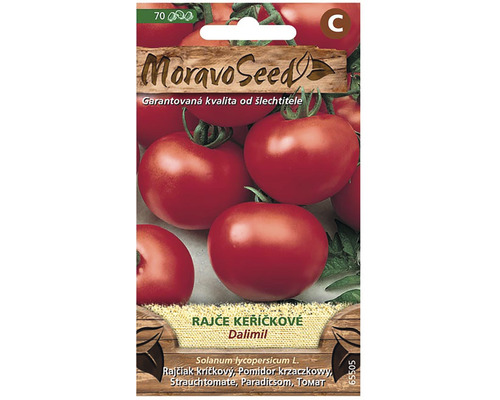 70
C
MoravoSeed
Garantovaná kvalita od šlechtitele
RAJČE KEŘÍČKOVÉ
Dalimil
Solanum lycopersicum L.
Rajčiak kríčkový, Pomidor krzaczkowy,
Strauchtomate, Paradicsom, Томат
65505